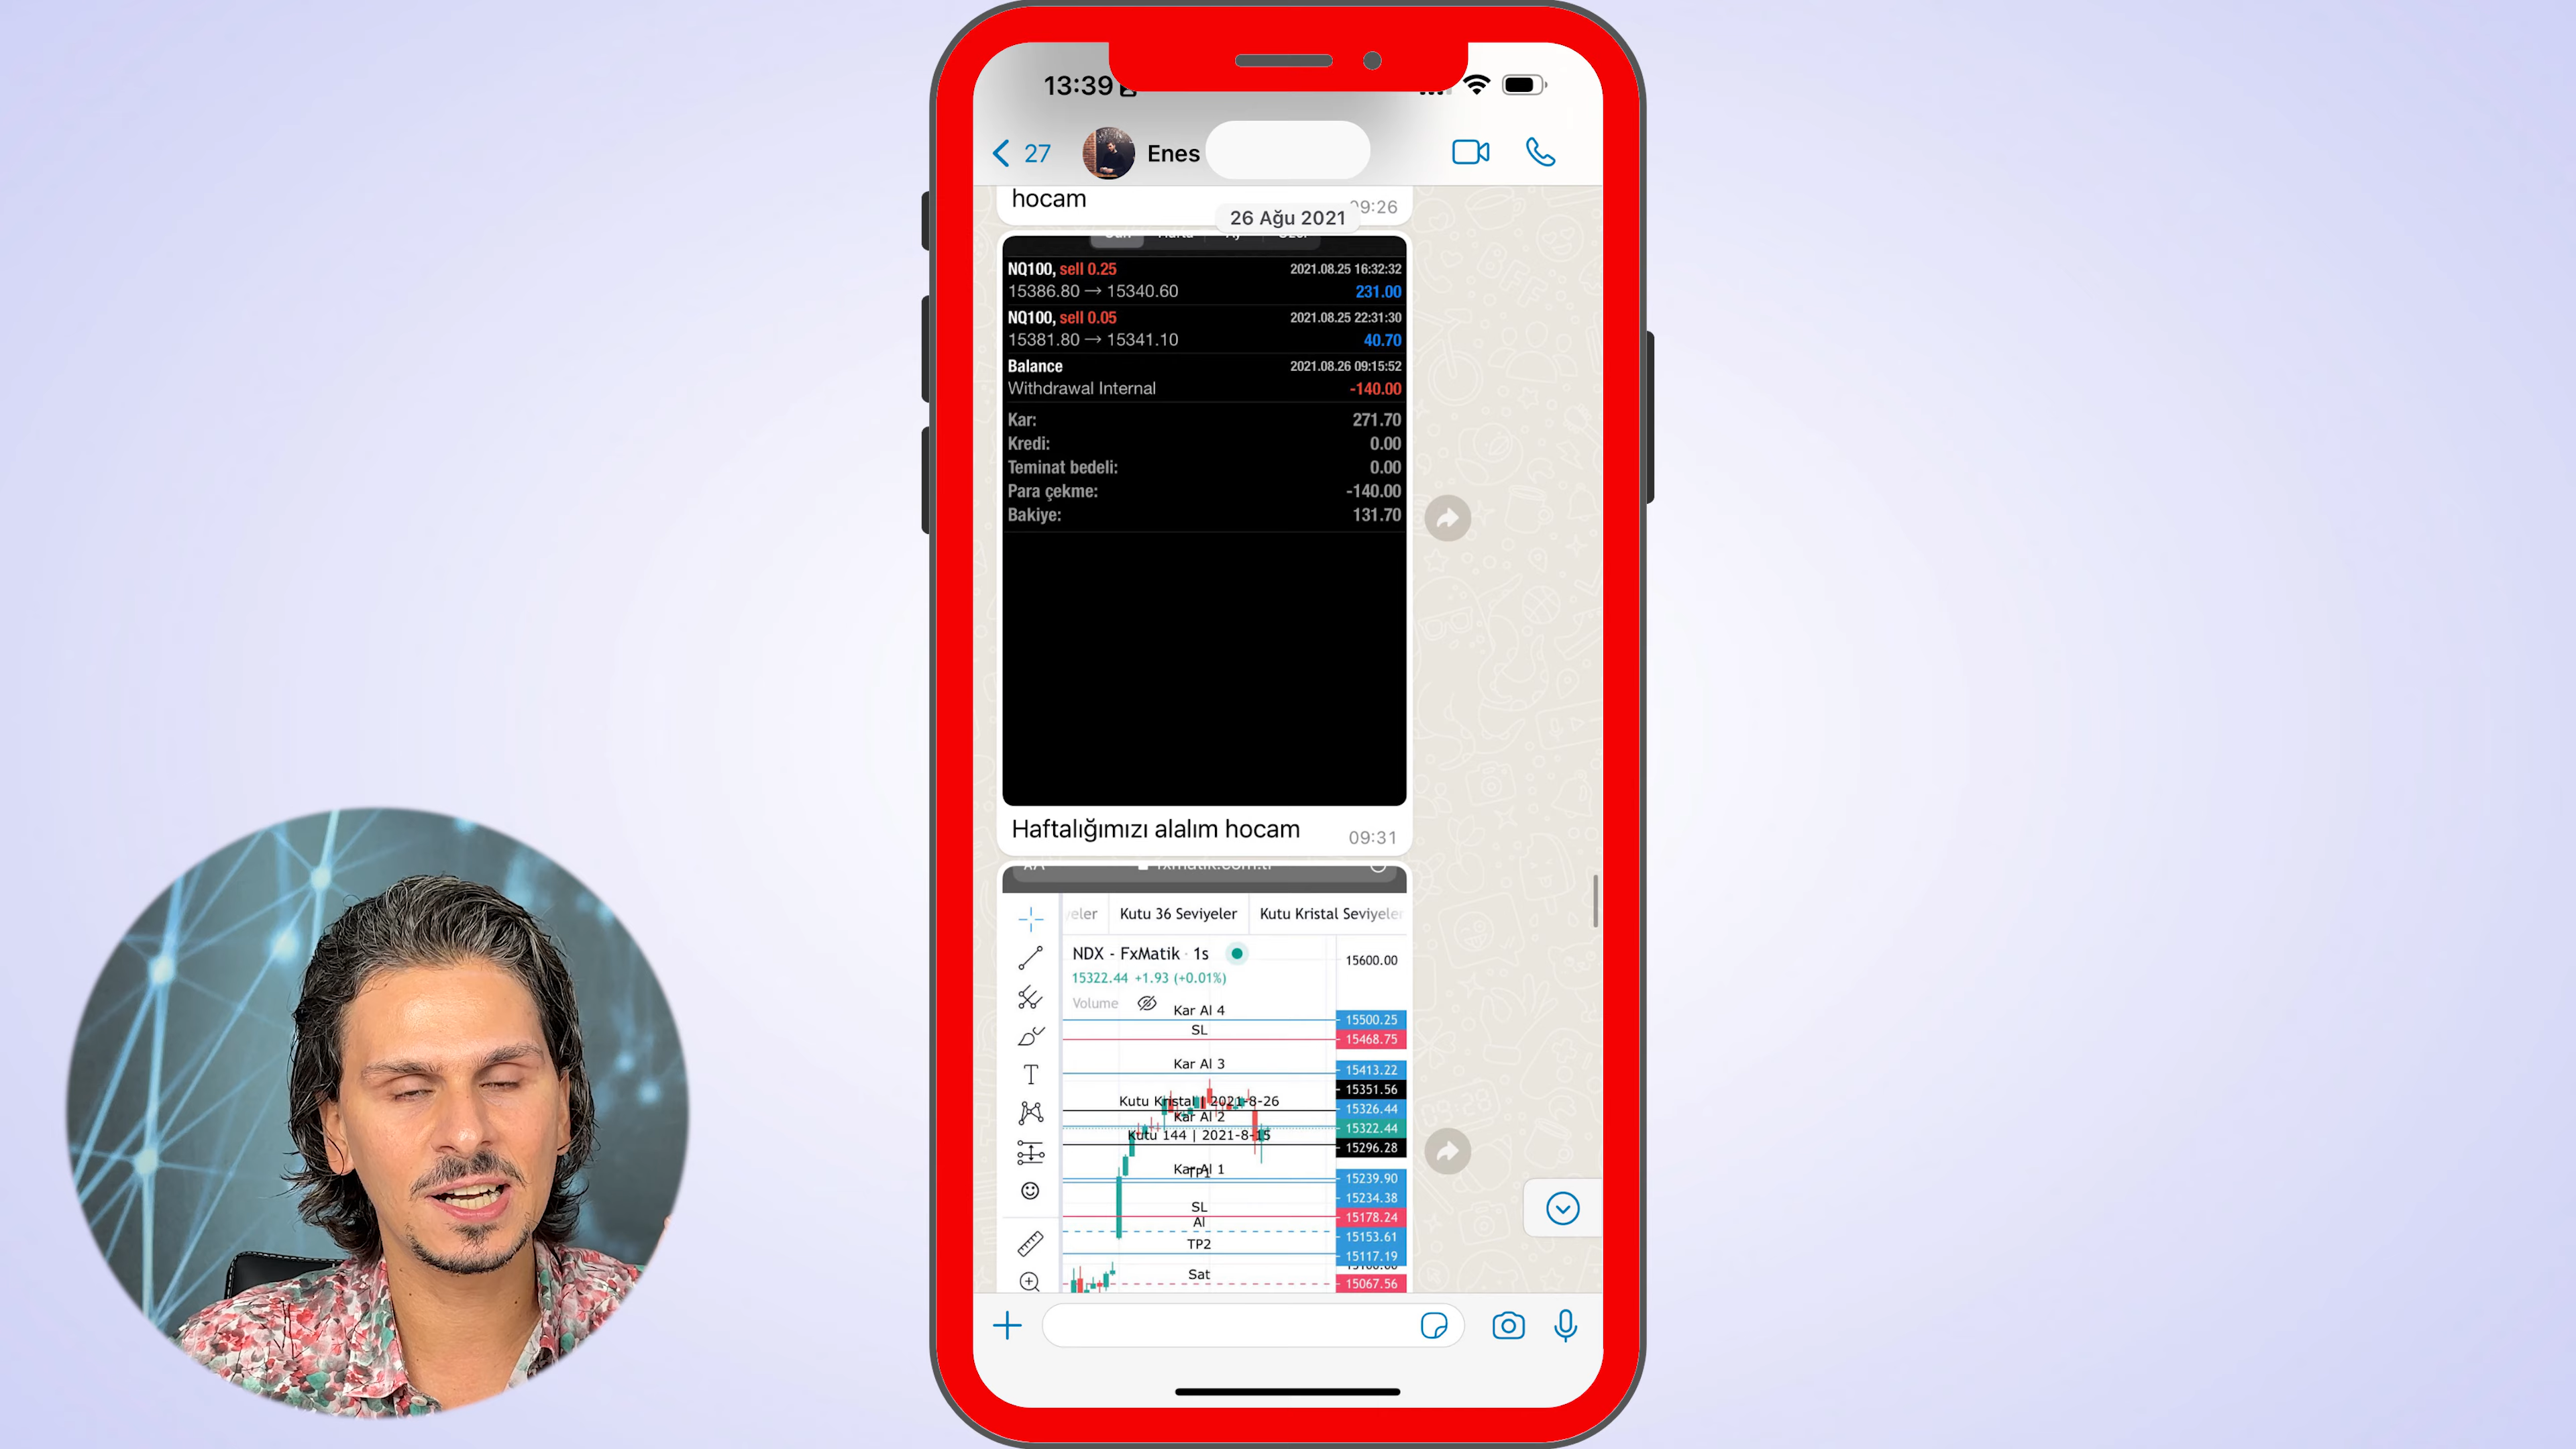 13:39
27
Enes
hocam
09:26
26 Ağu 2021
NQ100, sell 0.25
2021.08.25 16:32:32
15386.80 → 15340.60
231.00
NQ100, sell 0.05
2021.08.25 22:31:30
15381.80 → 15341.10
40.70
Balance
2021.08.26 09:15:52
Withdrawal Internal
-140.00
Kar:
271.70
Kredi:
0.00
Teminat bedeli:
0.00
Para çekme:
-140.00
Bakiye:
131.70
Haftalığımızı alalım hocam
09:31
Kutu 36 Seviyeler
Kutu Kristal Seviyeler
NDX - FxMatik · 1s
15600.00
15322.44 +1.93 (+0.01%)
Volume
Kar Al 4
15500.25
SL
15468.75
Kar Al 3
15413.22
15351.56
Kutu Kristal | 2021-8-26
15326.44
Kar Al 2
15322.44
Kutu 144 | 2021-8-15
15296.28
Kar Al 1
TP1
15239.90
15234.38
SL
15178.24
Al
15153.61
TP2
15117.19
Sat
15067.56